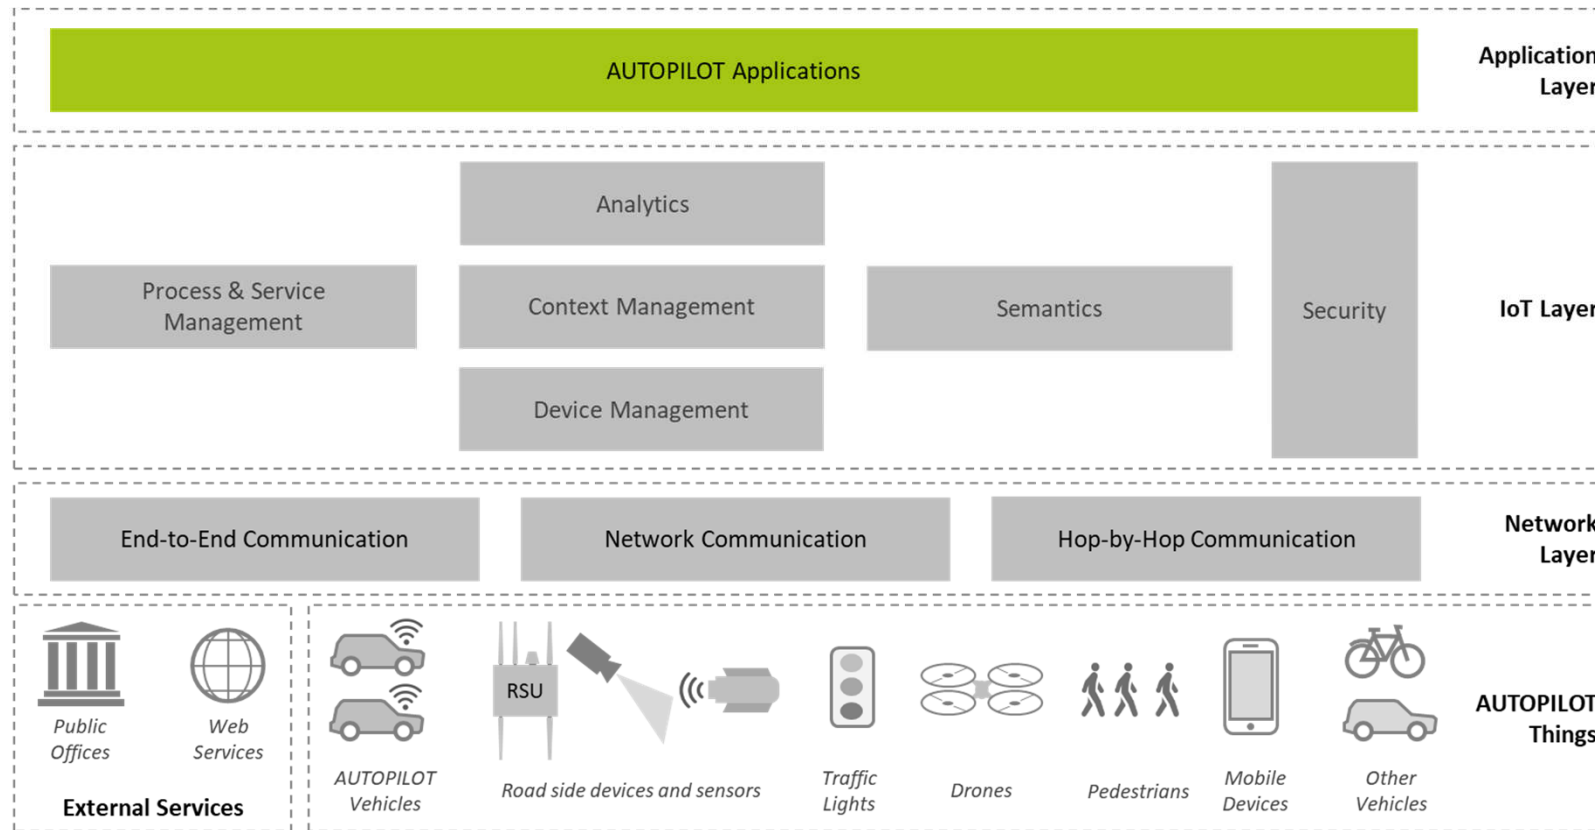 AUTOPILOT Applications
Application
Layer
Analytics
Process & Service
Management
Context Management
Semantics
Security
IoT Layer
Device Management
End-to-End Communication
Network Communication
Hop-by-Hop Communication
Network
Layer
RSU
Public
Offices
Web
Services
External Services
AUTOPILOT
Vehicles
Road side devices and sensors
Traffic
Lights
Drones
Pedestrians
Mobile
Devices
Other
Vehicles
AUTOPILOT
Things